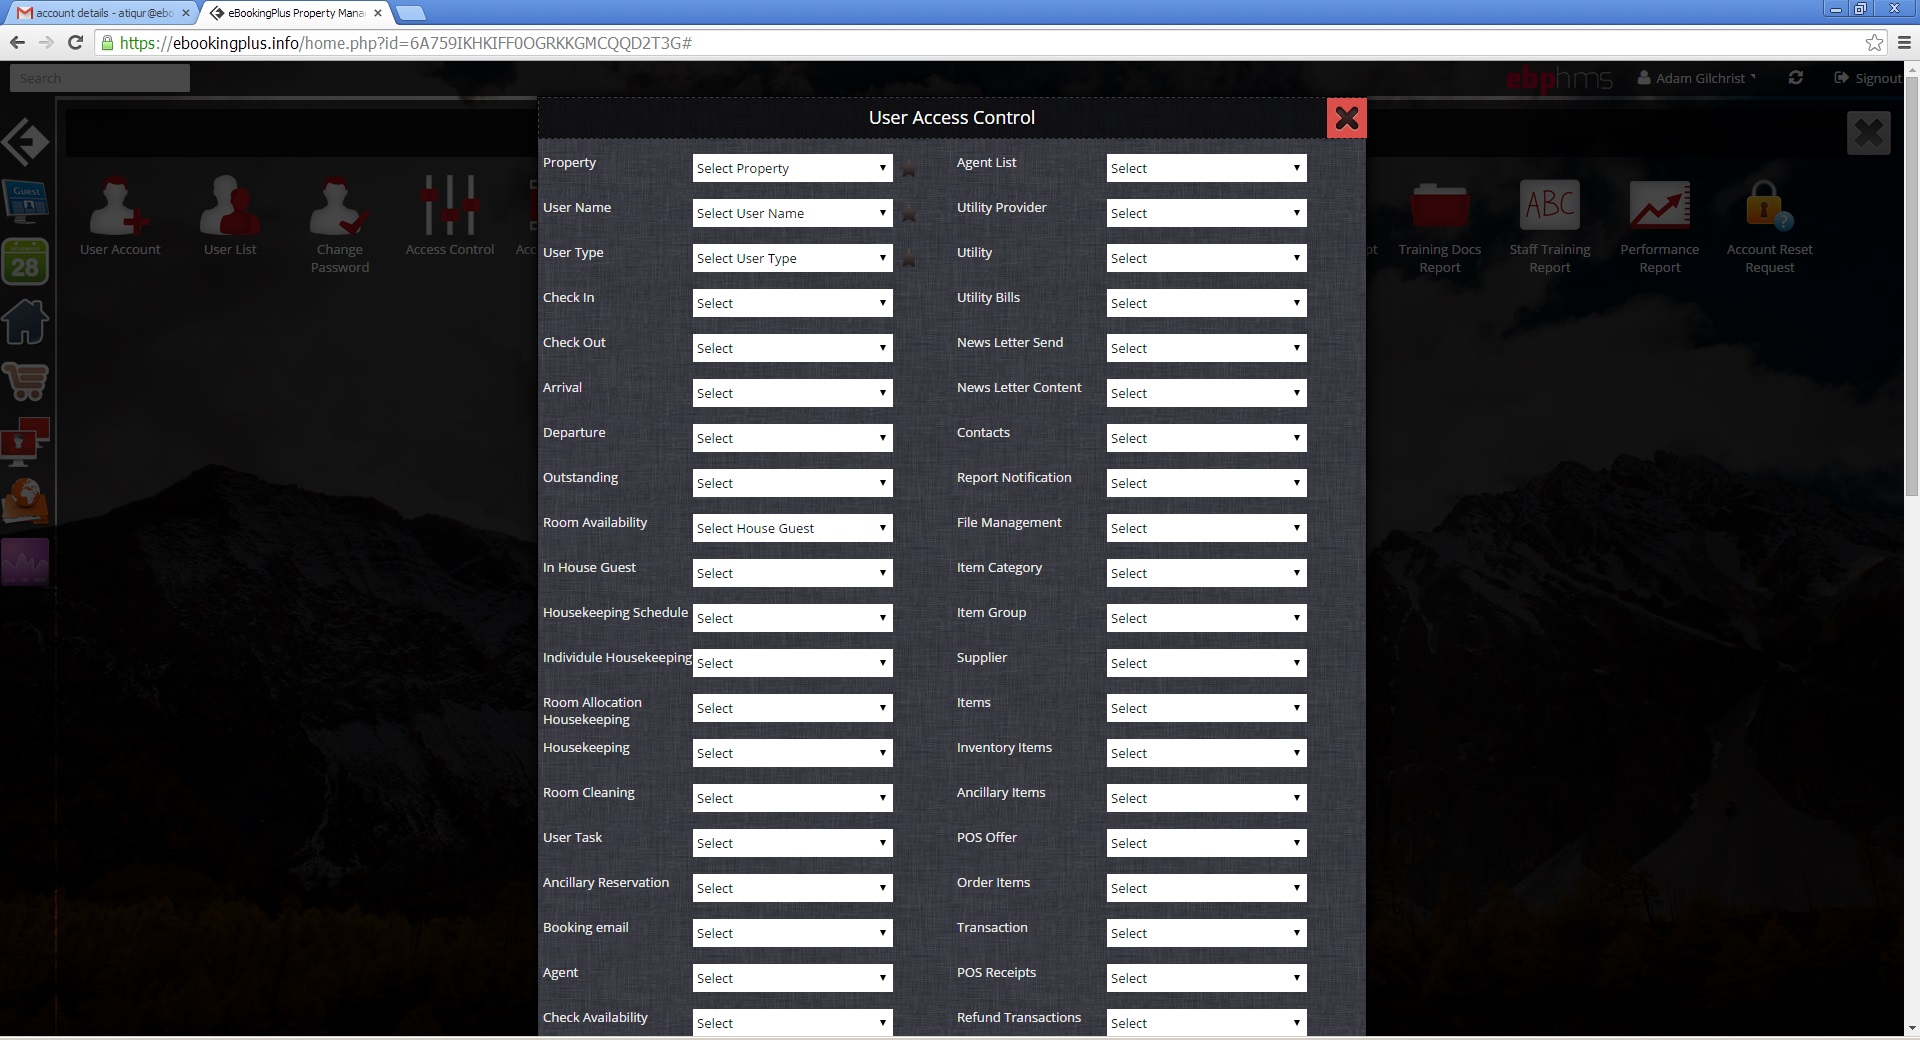 account details - atiqur@ebo
eBookingPlus Property Mana
https://ebookingplus.info/home.php?id=6A759IKHKIFF0OGRKKGMCQQD2T3G#
Search
ebphms
Adam Gilchrist
Signout
User Access Control
Guest
28
User Account
User List
Change
Password
Access Control
Acc
pt
Training Docs
Report
ABC
Staff Training
Report
Performance
Report
Account Reset
Request
Property
Select Property
Agent List
Select
User Name
Select User Name
Utility Provider
Select
User Type
Select User Type
Utility
Select
Check In
Select
Utility Bills
Select
Check Out
Select
News Letter Send
Select
Arrival
Select
News Letter Content
Select
Departure
Select
Contacts
Select
Outstanding
Select
Report Notification
Select
Room Availability
Select House Guest
File Management
Select
In House Guest
Select
Item Category
Select
Housekeeping Schedule
Select
Item Group
Select
Individule Housekeeping
Select
Supplier
Select
Room Allocation
Housekeeping
Select
Items
Select
Housekeeping
Select
Inventory Items
Select
Room Cleaning
Select
Ancillary Items
Select
User Task
Select
POS Offer
Select
Ancillary Reservation
Select
Order Items
Select
Booking email
Select
Transaction
Select
Agent
Select
POS Receipts
Select
Check Availability
Select
Refund Transactions
Select